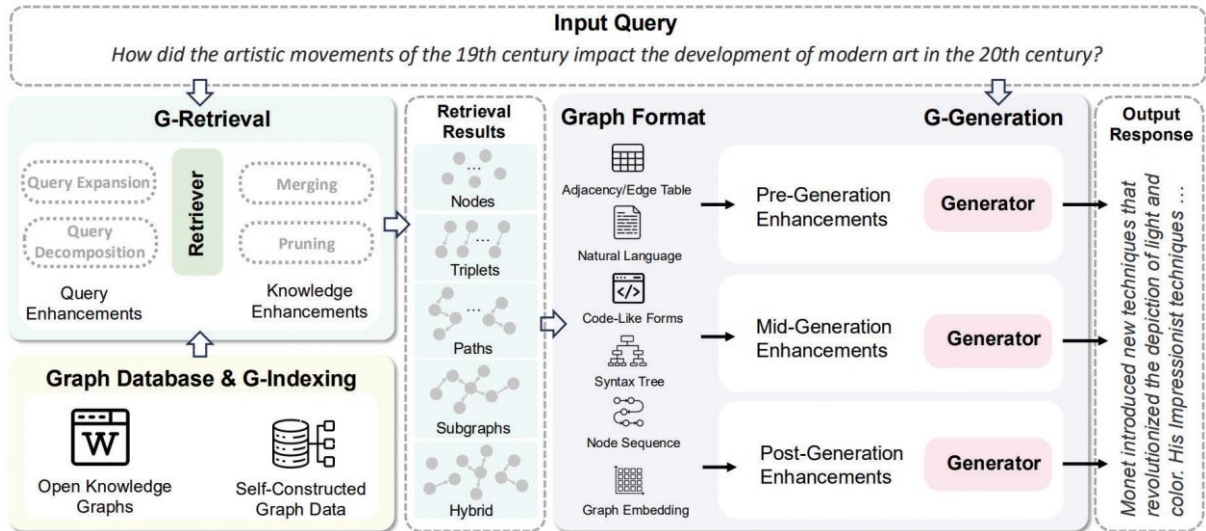 Input Query
How did the artistic movements of the 19th century impact the development of modern art in the 20th century?
G-Retrieval
Query Expansion
Query
Decomposition
Retriever
Merging
Pruning
Query
Enhancements
Knowledge
Enhancements
Graph Database & G-Indexing
W
Open Knowledge
Graphs
Self-Constructed
Graph Data
Retrieval
Results
...
Nodes
...
Triplets
...
Paths
Subgraphs
Hybrid
Graph Format
Adjacency/Edge Table
Natural Language
</>
Code-Like Forms
Syntax Tree
Node Sequence
Graph Embedding
G-Generation
Pre-Generation
Enhancements
Generator
Mid-Generation
Enhancements
Generator
Post-Generation
Enhancements
Generator
Output
Response
Monet introduced new techniques that
revolutionized the depiction of light and
color. His Impressionist techniques ...